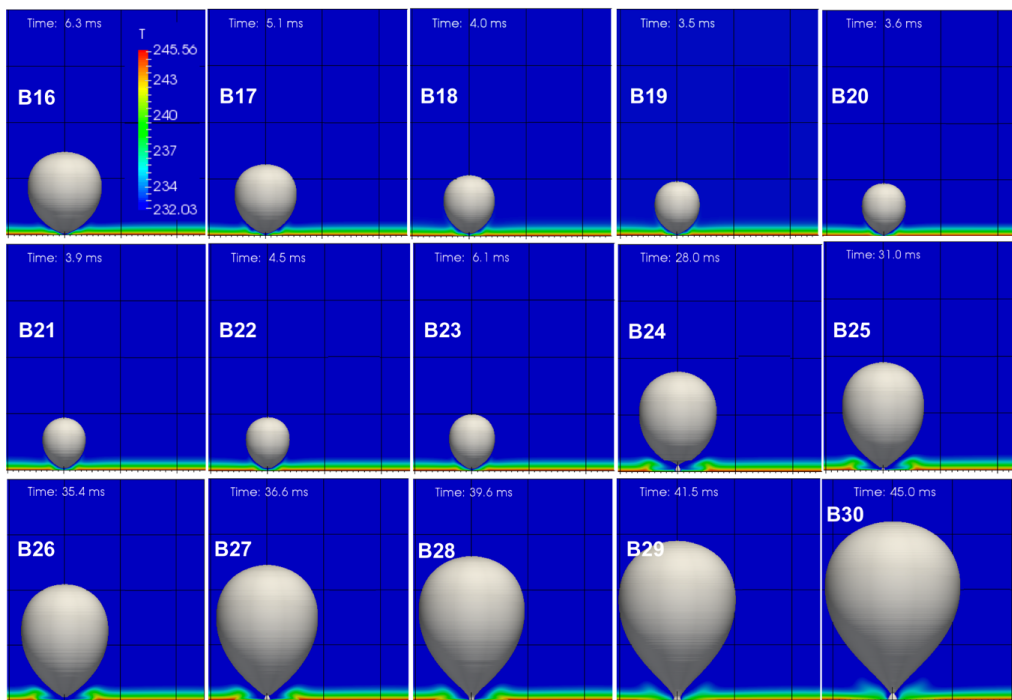 Time: 6.3 ms
T
245.56
243
240
237
234
232.03
B16
Time: 5.1 ms
B17
Time: 4.0 ms
B18
Time: 3.5 ms
B19
Time: 3.6 ms
B20
Time: 3.9 ms
B21
Time: 4.5 ms
B22
Time: 6.1 ms
B23
Time: 28.0 ms
B24
Time: 31.0 ms
B25
Time: 35.4 ms
B26
Time: 36.6 ms
B27
Time: 39.6 ms
B28
Time: 41.5 ms
B29
Time: 45.0 ms
B30